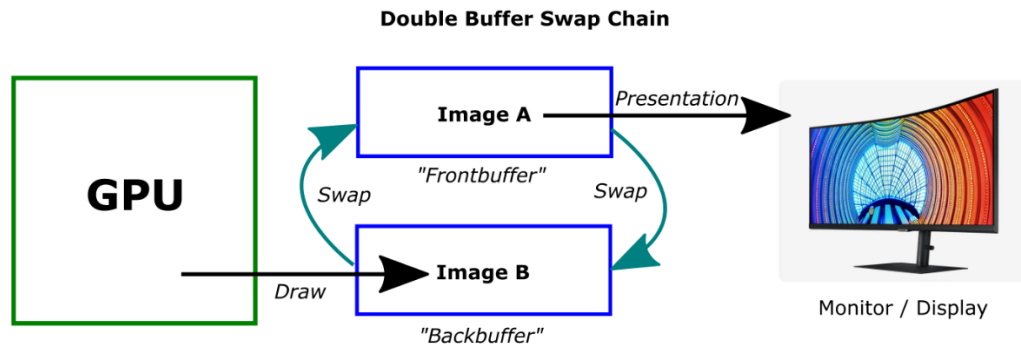 Double Buffer Swap Chain
GPU
Image A
Presentation
"Frontbuffer"
Swap
Swap
Image B
Draw
"Backbuffer"
Monitor / Display